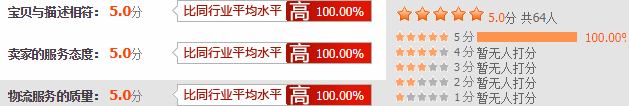 宝贝与描述相符： 5.0分 比同行业平均水平 高 100.00%
卖家的服务态度： 5.0分 比同行业平均水平 高 100.00%
物流服务的质量： 5.0分 比同行业平均水平 高 100.00%
5.0分 共64人
5 分 100.00%
4 分 暂无人打分
3 分 暂无人打分
2 分 暂无人打分
1 分 暂无人打分